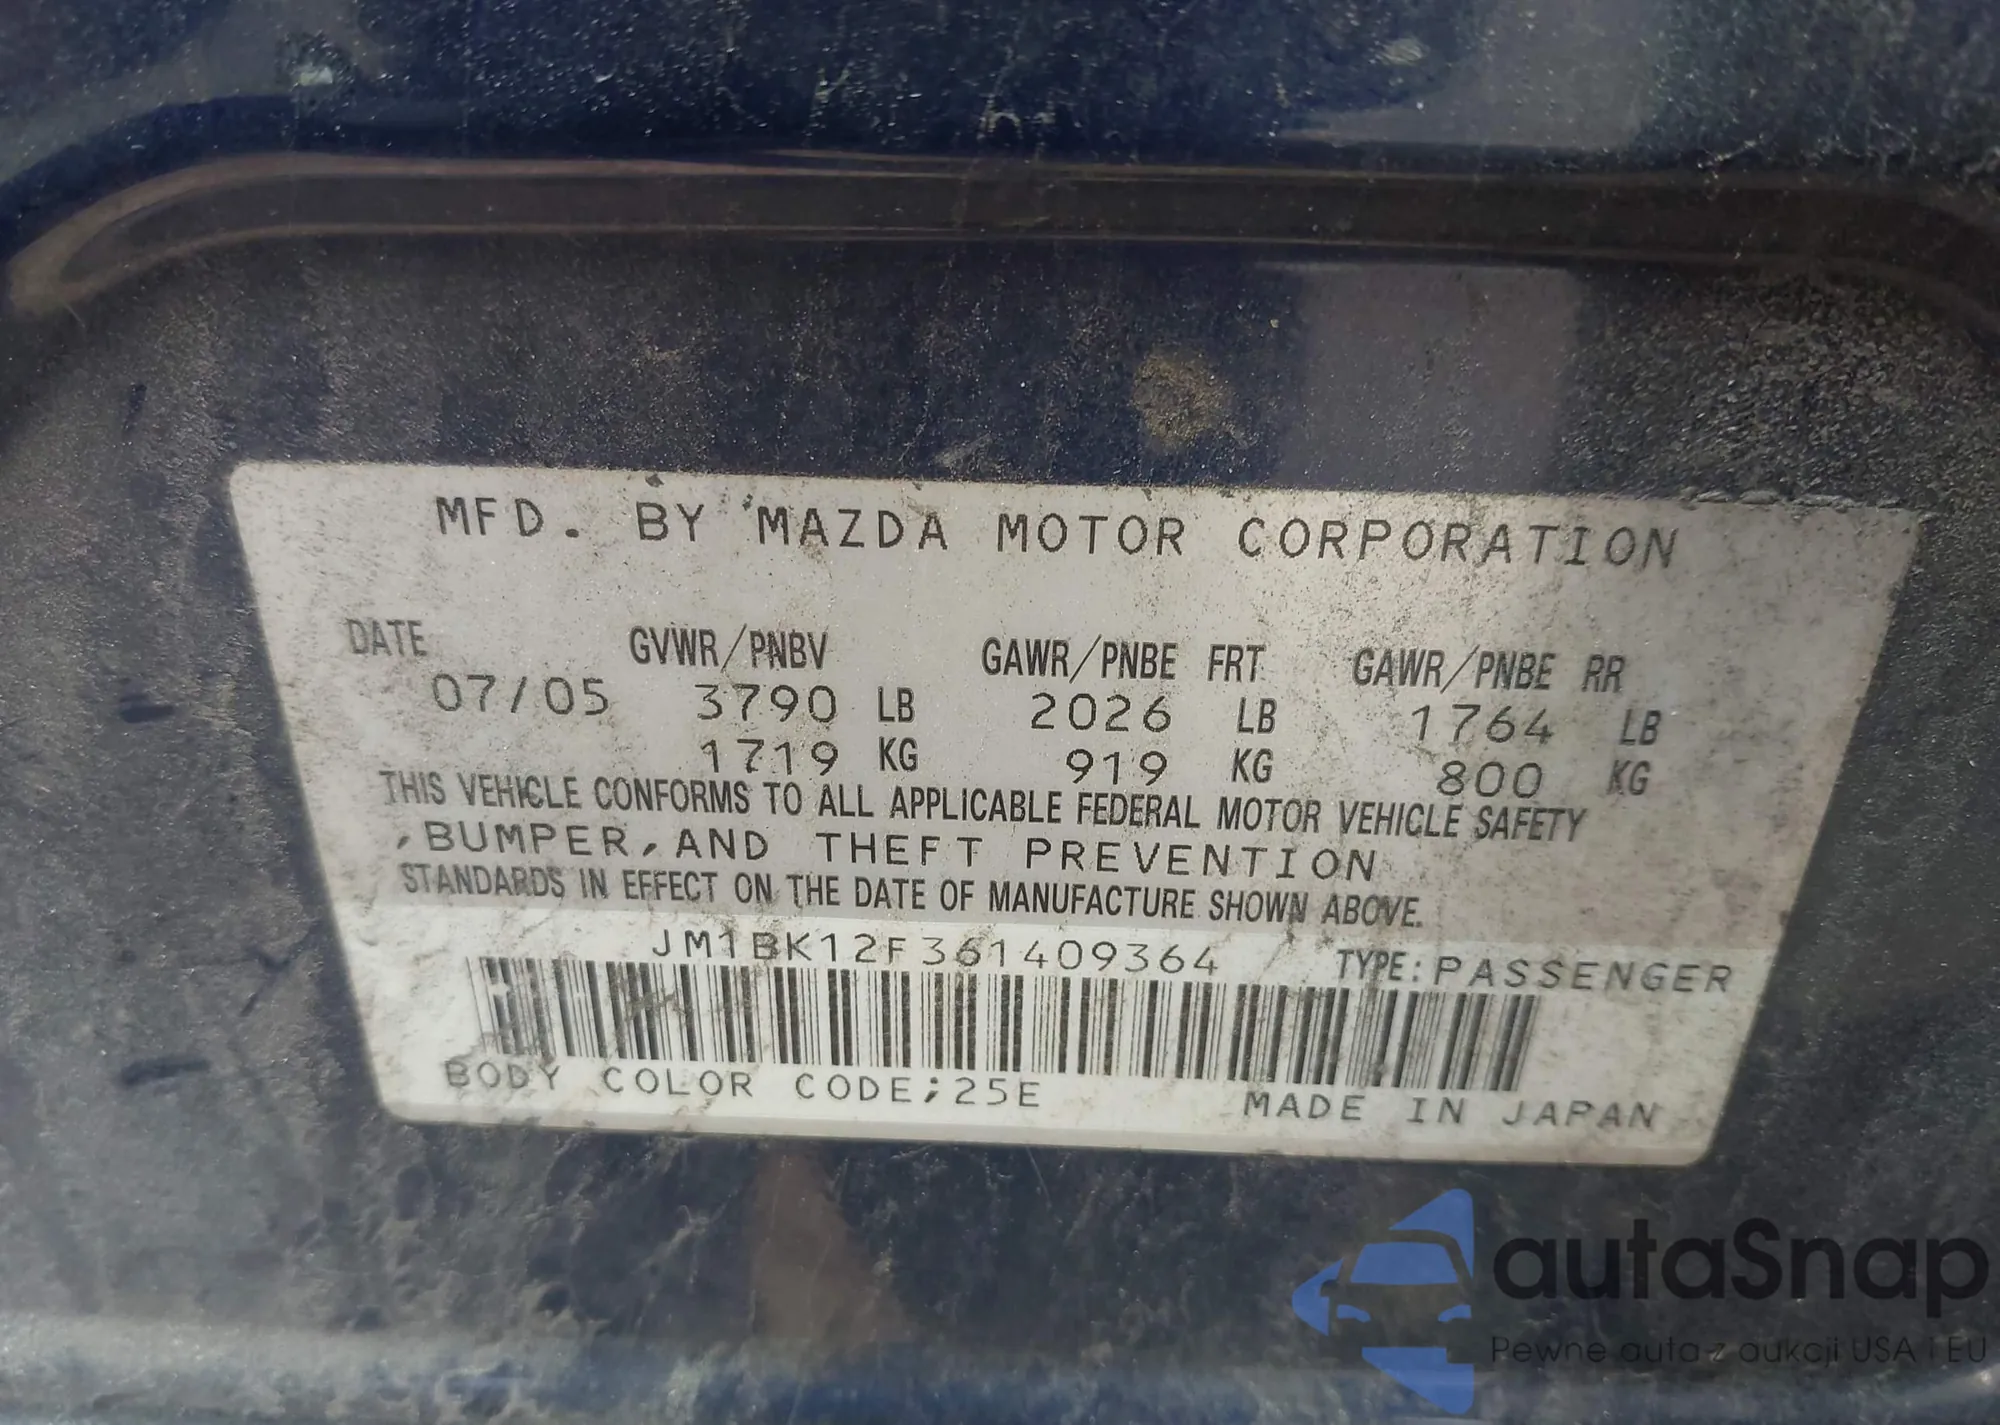 MFD. BY MAZDA MOTOR CORPORATION
DATE GVWR/PNBV GAWR/PNBE FRT GAWR/PNBE RR
07/05 3790 LB 2026 LB 1764 LB
1719 KG 919 KG 800 KG
THIS VEHICLE CONFORMS TO ALL APPLICABLE FEDERAL MOTOR VEHICLE SAFETY
,BUMPER,AND THEFT PREVENTION
STANDARDS IN EFFECT ON THE DATE OF MANUFACTURE SHOWN ABOVE.
JM1BK12F361409364 TYPE:PASSENGER
BODY COLOR CODE;25E MADE IN JAPAN
autaSnap
Pewne auta z aukcji USA i EU